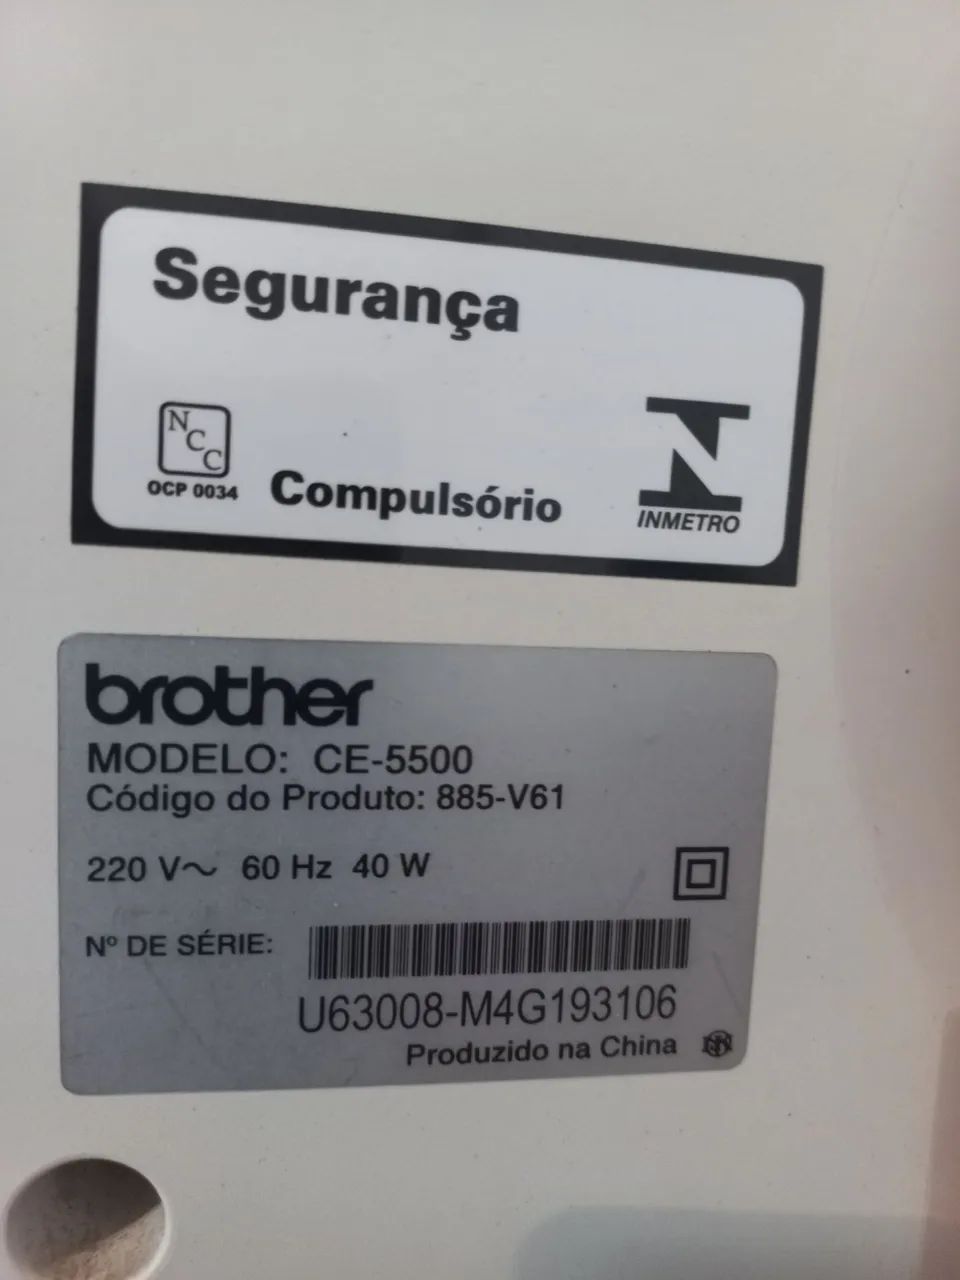 Segurança
N
C
C
OCP 0034
Compulsório
INMETRO
brother
MODELO: CE-5500
Código do Produto: 885-V61
220 V~ 60 Hz 40 W
Nº DE SÉRIE:
U63008-M4G193106
Produzido na China